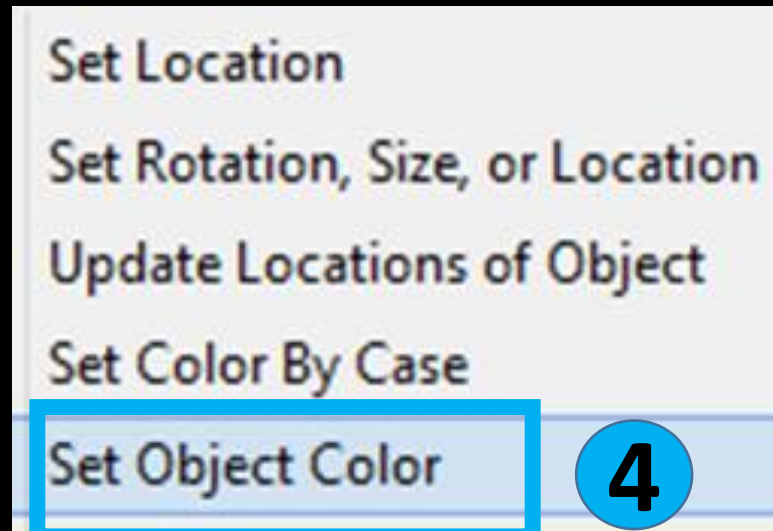 Set Location
Set Rotation, Size, or Location
Update Locations of Object
Set Color By Case
Set Object Color 4